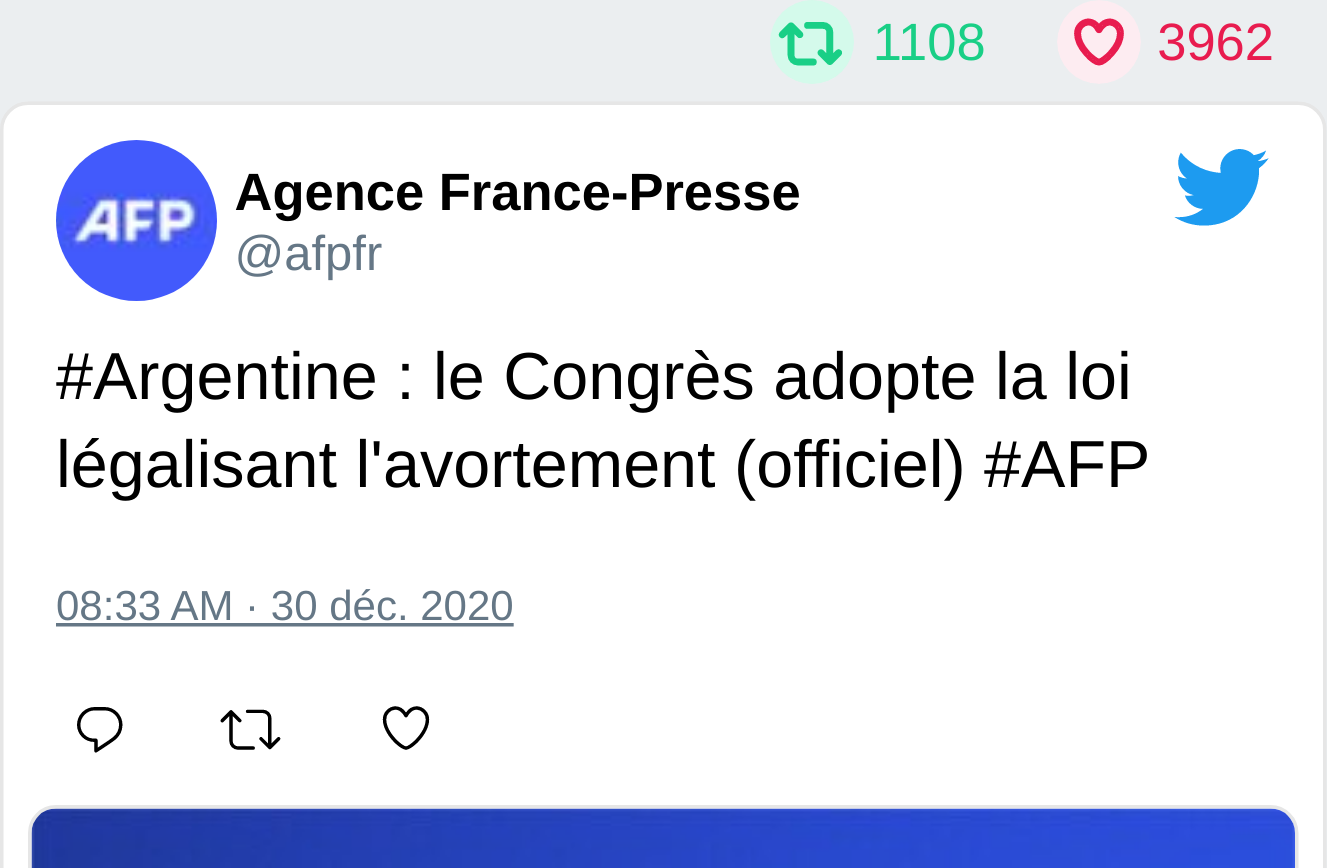 1108 3962
AFP
Agence France-Presse
@afpfr
#Argentine : le Congrès adopte la loi
légalisant l'avortement (officiel) #AFP
08:33 AM · 30 déc. 2020